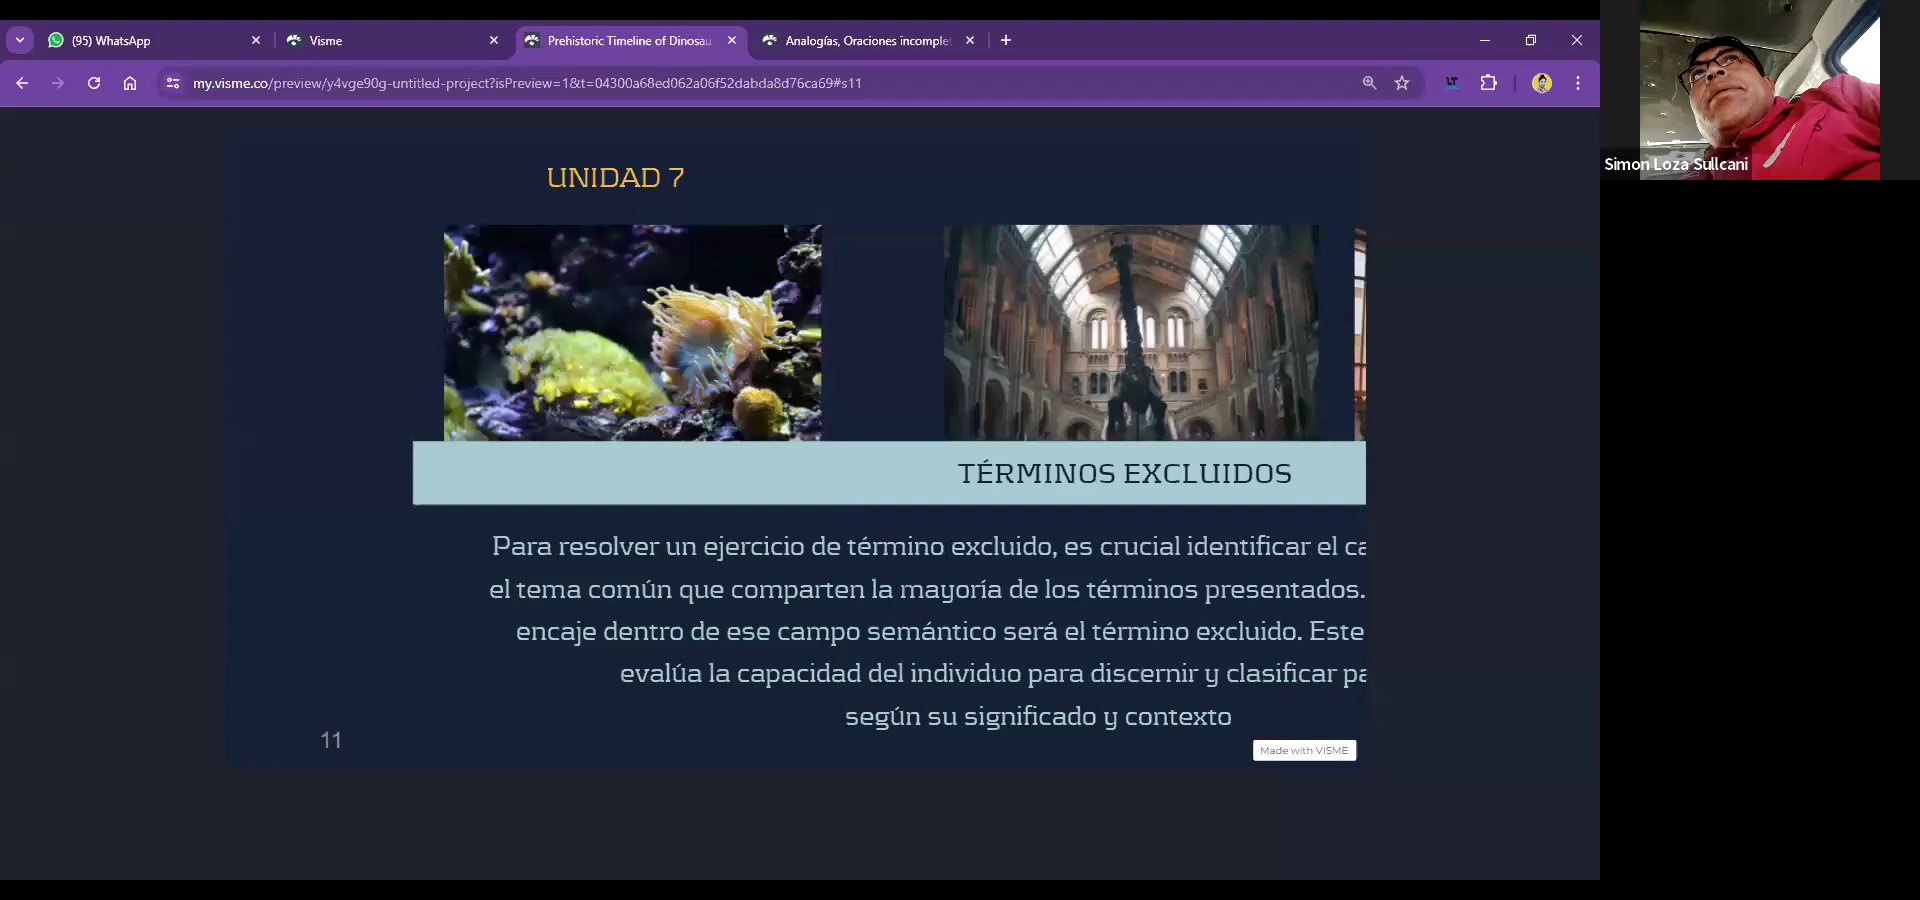 (95) WhatsApp
Visme
Prehistoric Timeline of Dinosau
Analogías, Oraciones incomplet
my.visme.co/preview/y4vge90g-untitled-project?isPreview=1&t=04300a68ed062a06f52dabda8d76ca69#s11
LT
Simon Loza Sullcani
UNIDAD 7
TÉRMINOS EXCLUIDOS
Para resolver un ejercicio de término excluido, es crucial identificar el ca
el tema común que comparten la mayoría de los términos presentados.
encaje dentro de ese campo semántico será el término excluido. Este
evalúa la capacidad del individuo para discernir y clasificar pa
según su significado y contexto
11
Made with VISME